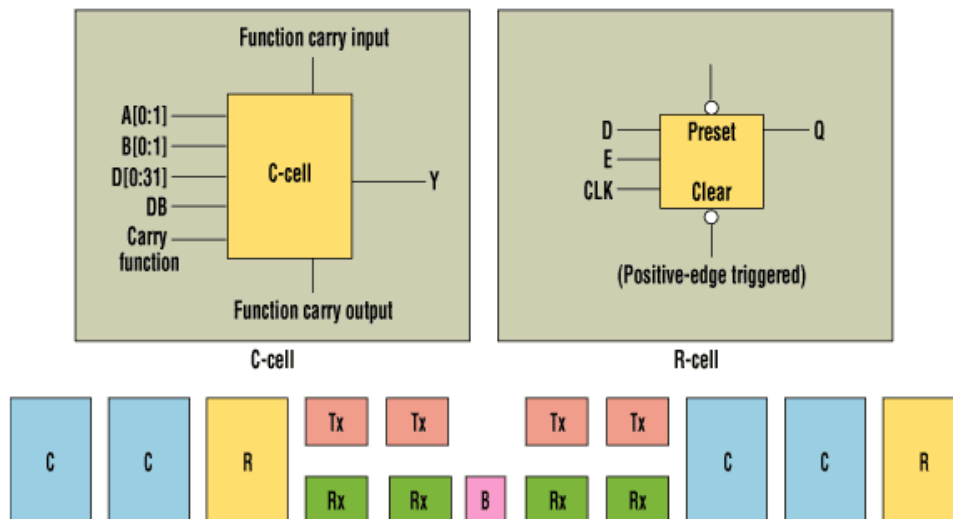 Function carry input
A[0:1]
B[0:1]
D[0:31]
DB
Carry
function
C-cell
Y
Function carry output
C-cell
D
E
CLK
Preset
Clear
Q
(Positive-edge triggered)
R-cell
C C R Tx Tx Tx Tx C C R
Rx Rx B Rx Rx